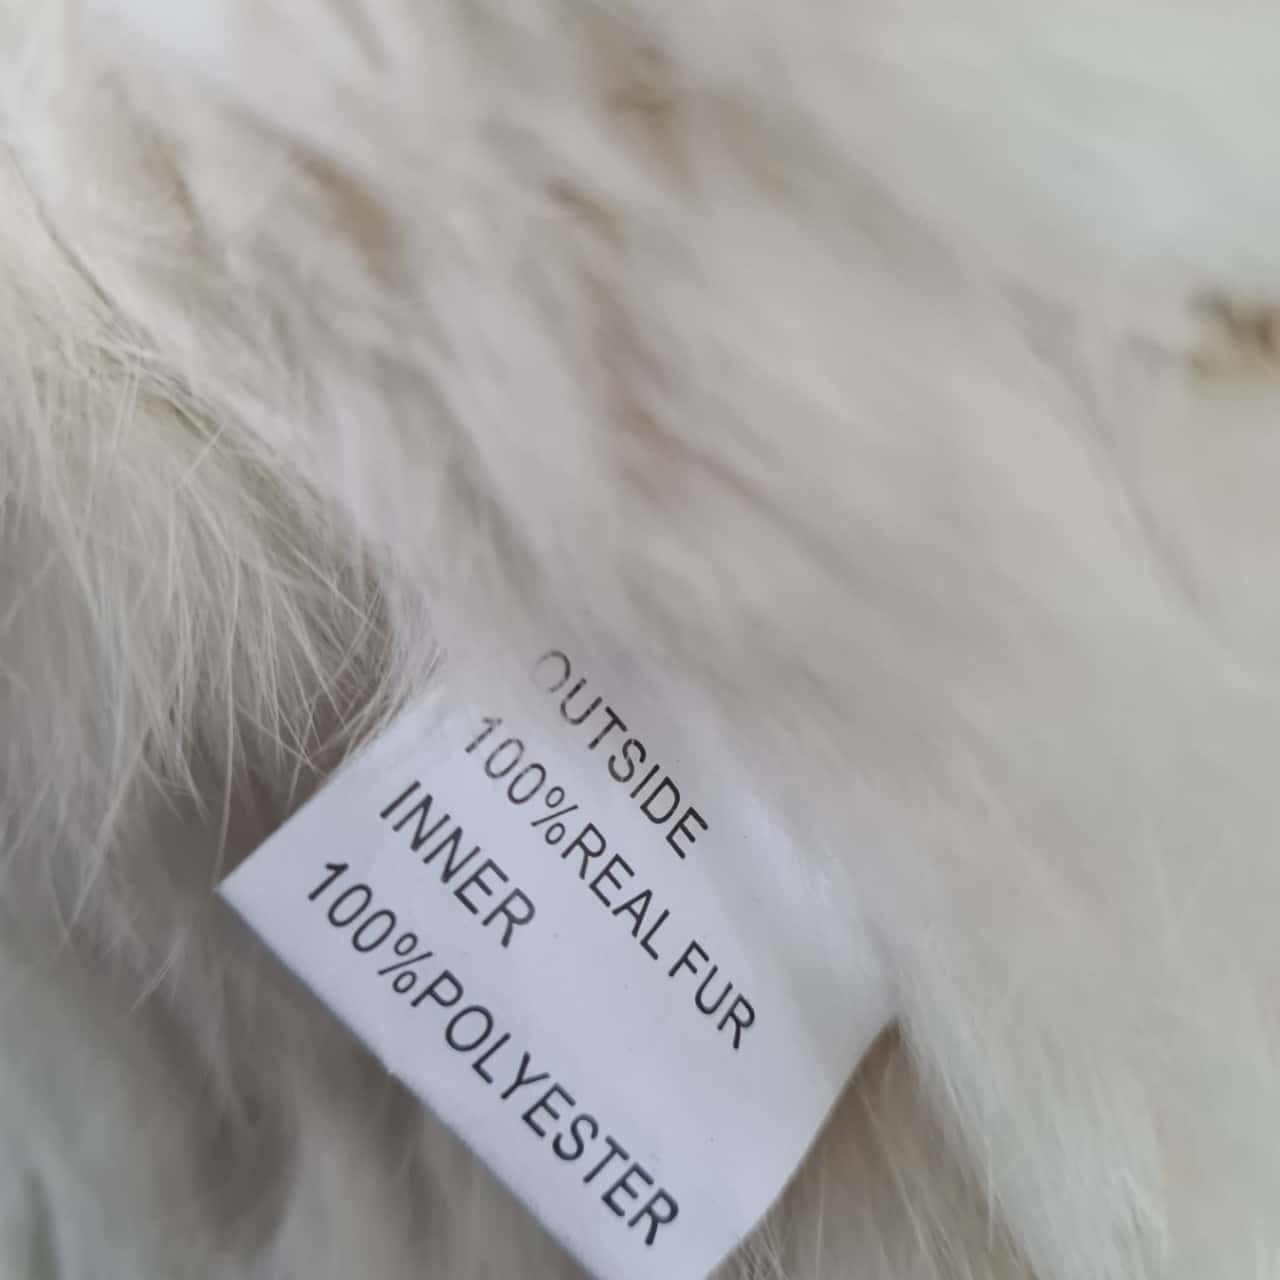 OUTSIDE
100%REAL FUR
INNER
100%POLYESTER